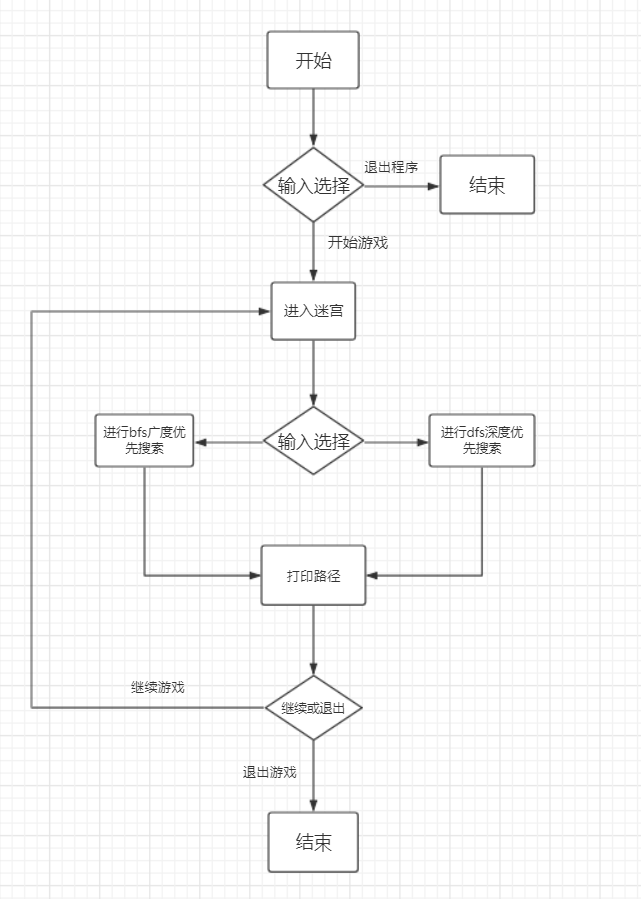 开始
输入选择
退出程序
结束
开始游戏
进入迷宫
进行bfs广度优
先搜索
输入选择
进行dfs深度优
先搜索
打印路径
继续游戏
继续或退出
退出游戏
结束